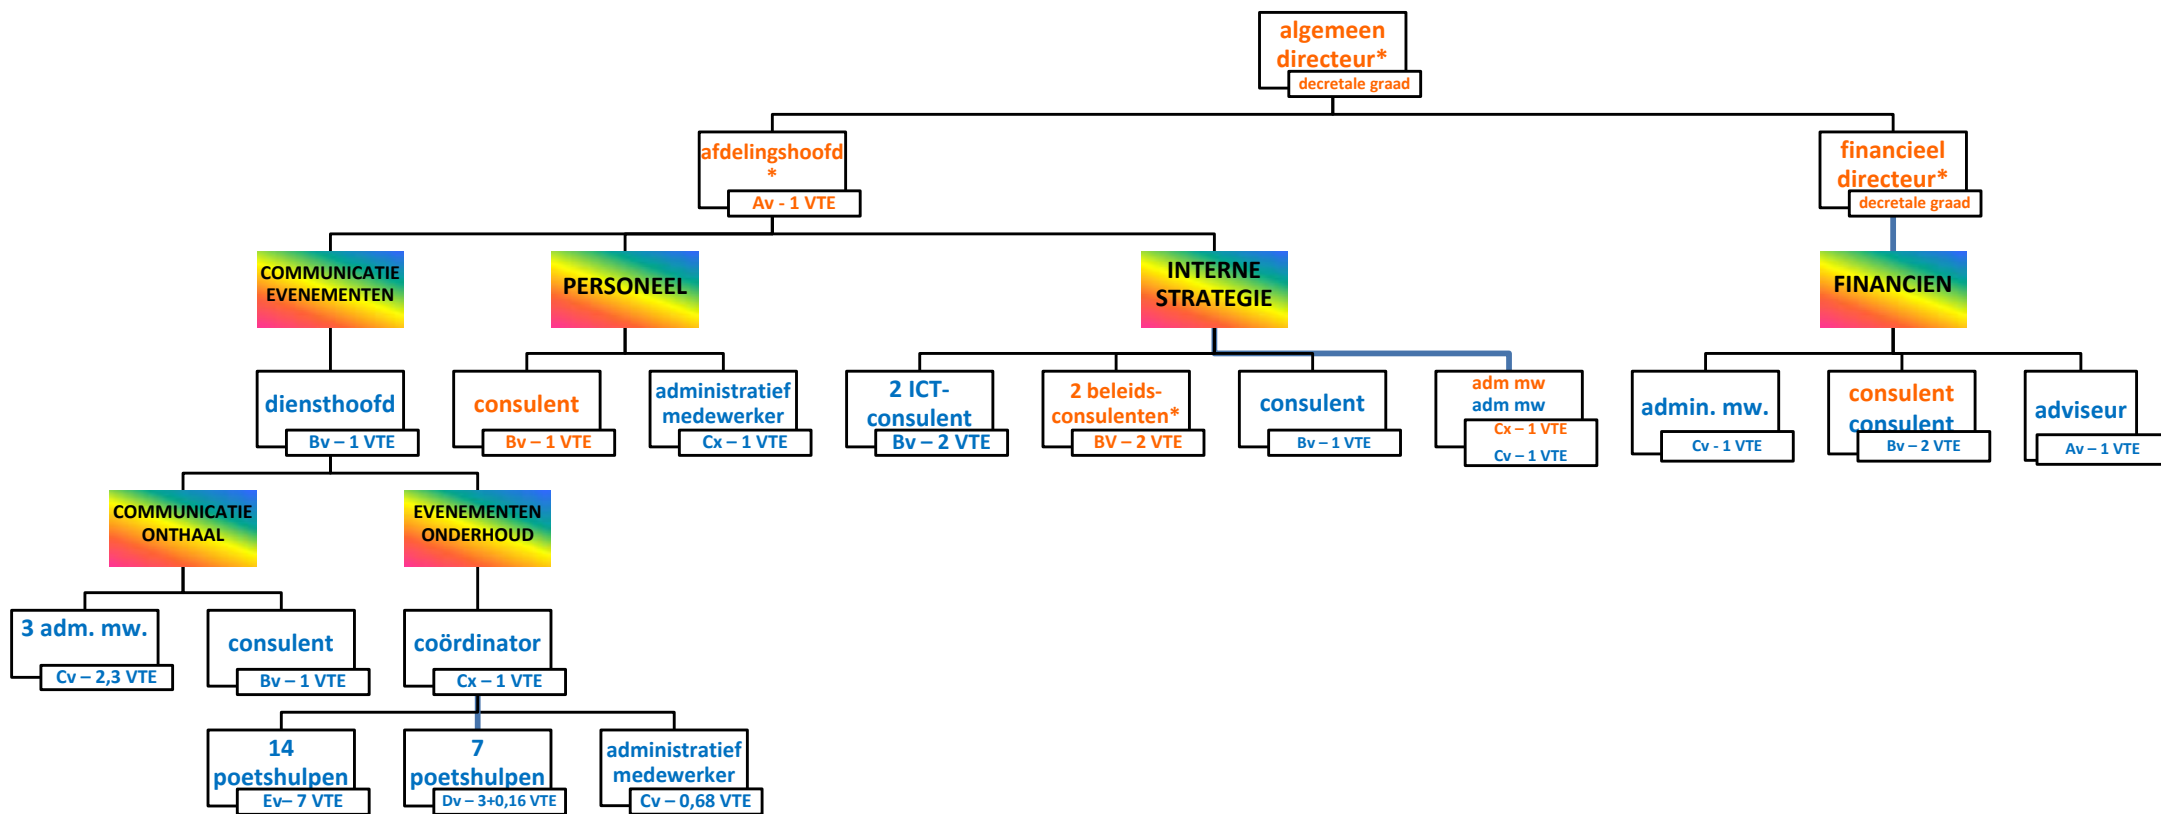 algemeen
directeur*
decretale graad
afdelingshoofd
*
Av - 1 VTE
financieel
directeur*
decretale graad
COMMUNICATIE
EVENEMENTEN
PERSONEEL
INTERNE
STRATEGIE
FINANCIEN
diensthoofd
Bv – 1 VTE
consulent
Bv – 1 VTE
administratief
medewerker
Cx – 1 VTE
2 ICT-
consulent
Bv – 2 VTE
2 beleids-
consulenten*
BV – 2 VTE
consulent
Bv – 1 VTE
adm mw
adm mw
Cx – 1 VTE
Cv – 1 VTE
admin. mw.
Cv - 1 VTE
consulent
consulent
Bv – 2 VTE
adviseur
Av – 1 VTE
COMMUNICATIE
ONTHAAL
EVENEMENTEN
ONDERHOUD
3 adm. mw.
Cv – 2,3 VTE
consulent
Bv – 1 VTE
coördinator
Cx – 1 VTE
14
poetshulpen
Ev– 7 VTE
7
poetshulpen
Dv – 3+0,16 VTE
administratief
medewerker
Cv – 0,68 VTE